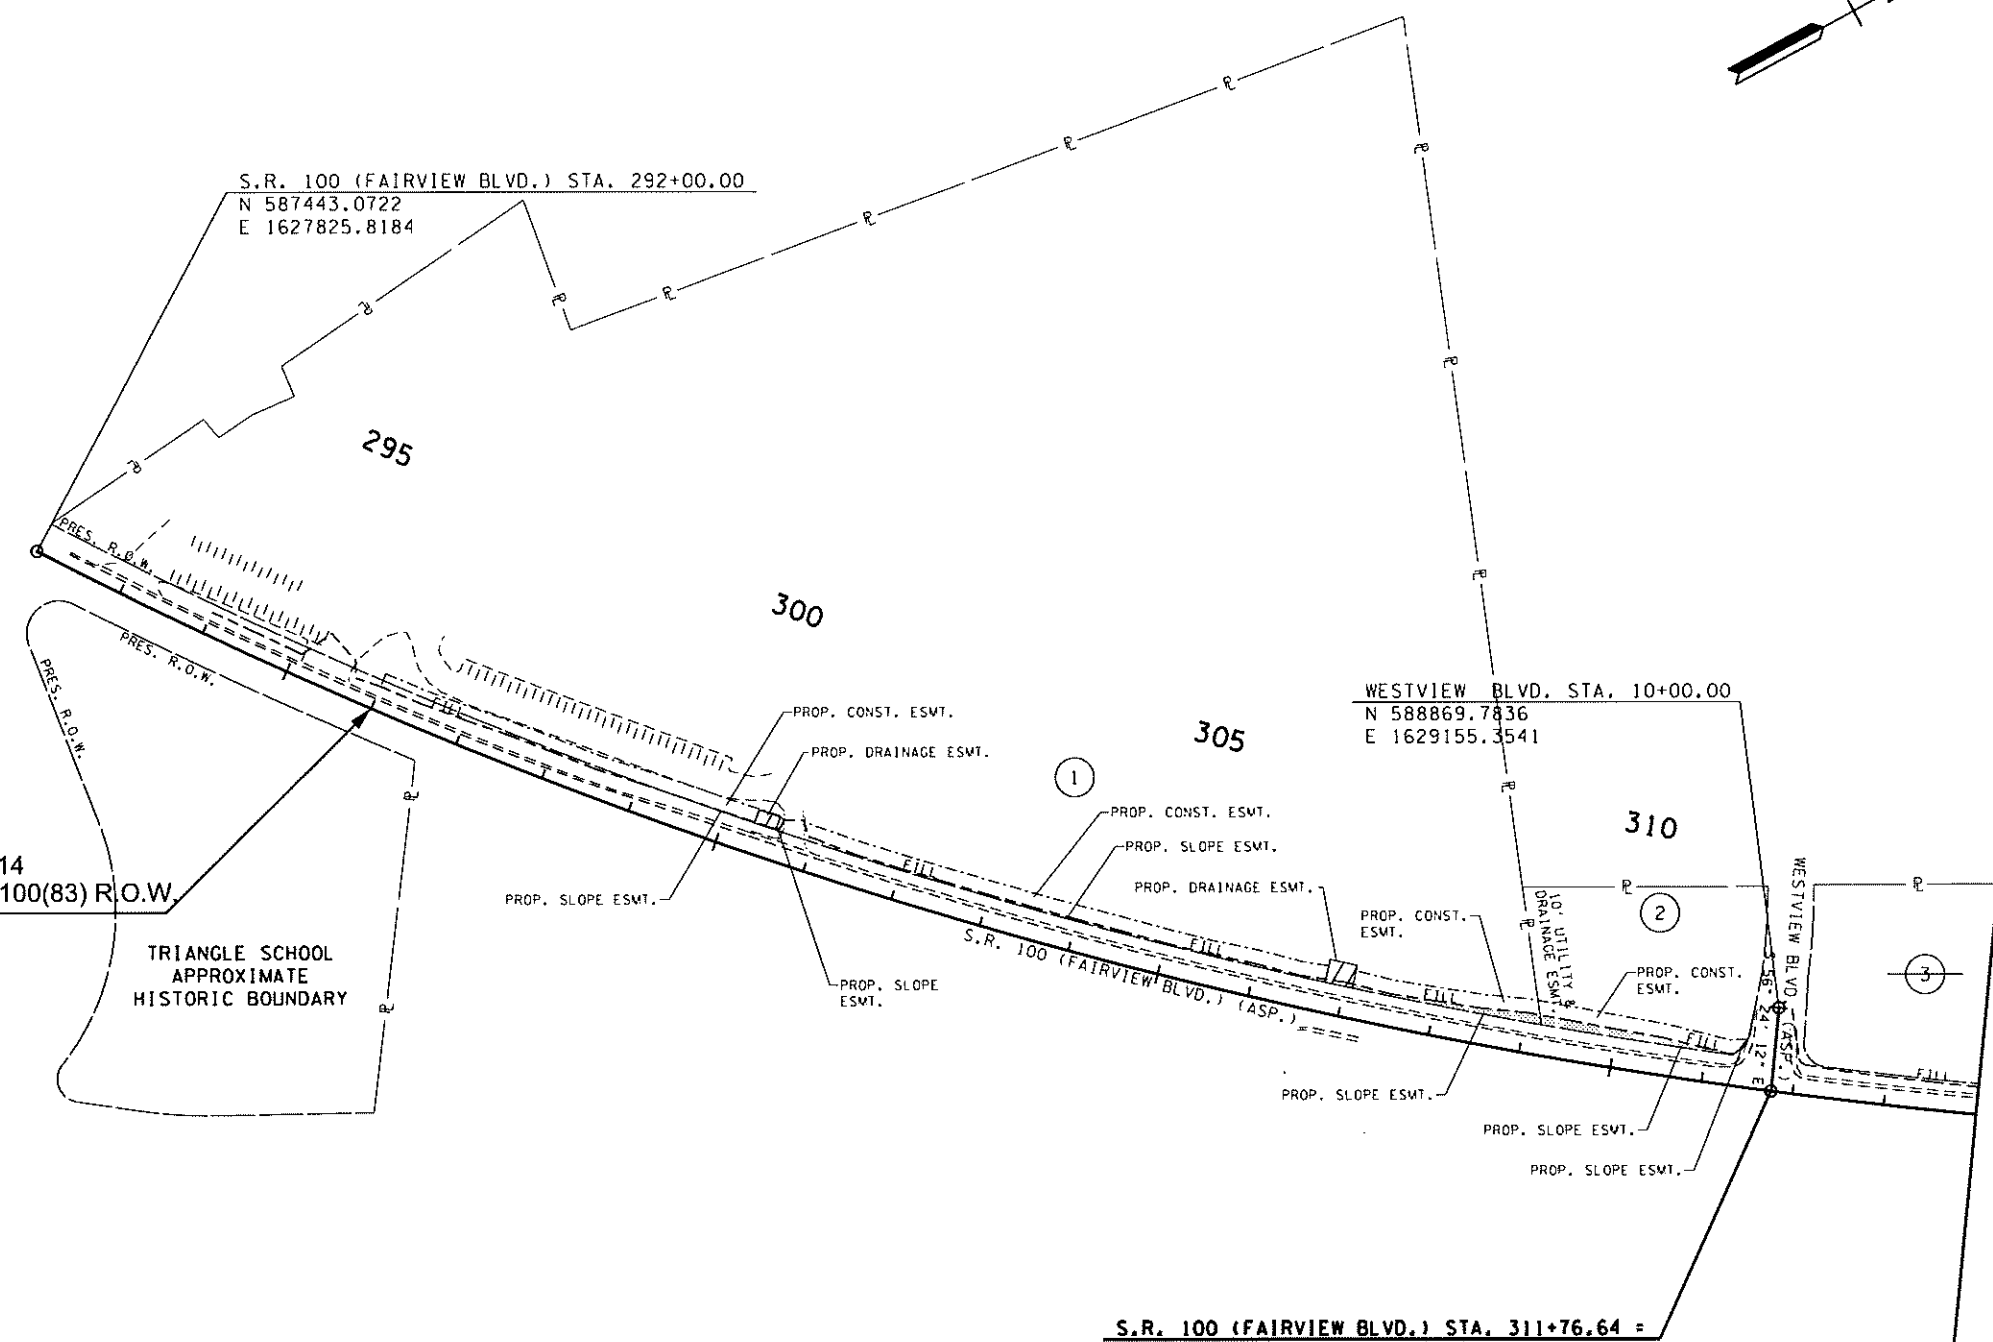 S.R. 100 (FAIRVIEW BLVD.) STA. 292+00.00
N 587443.0722
E 1627825.8184
295
PRES. R.O.W.
300
PRES. R.O.W.
PRES. R.O.W.
FILL
PROP. CONST. ESMT.
PROP. DRAINAGE ESMT.
305
WESTVIEW BLVD. STA. 10+00.00
N 588869.7836
E 1629155.3541
1
310
PROP. CONST. ESMT.
PROP. SLOPE ESMT.
PROP. DRAINAGE ESMT.
FILL
14
100(83) R.O.W.
PROP. SLOPE ESMT.
TRIANGLE SCHOOL
APPROXIMATE
HISTORIC BOUNDARY
PROP. SLOPE
ESMT.
S.R. 100 (FAIRVIEW BLVD.) (ASP.)
FILL
PROP. CONST.
ESMT.
10' UTILITY &
DRAINAGE ESMT.
2
WESTVIEW BLVD. (ASP.)
3
PROP. CONST.
ESMT.
56' 24' 12" E
FILL
FILL
FILL
PROP. SLOPE ESMT.
PROP. SLOPE ESMT.
PROP. SLOPE ESMT.
S.R. 100 (FAIRVIEW BLVD.) STA. 311+76.64 =